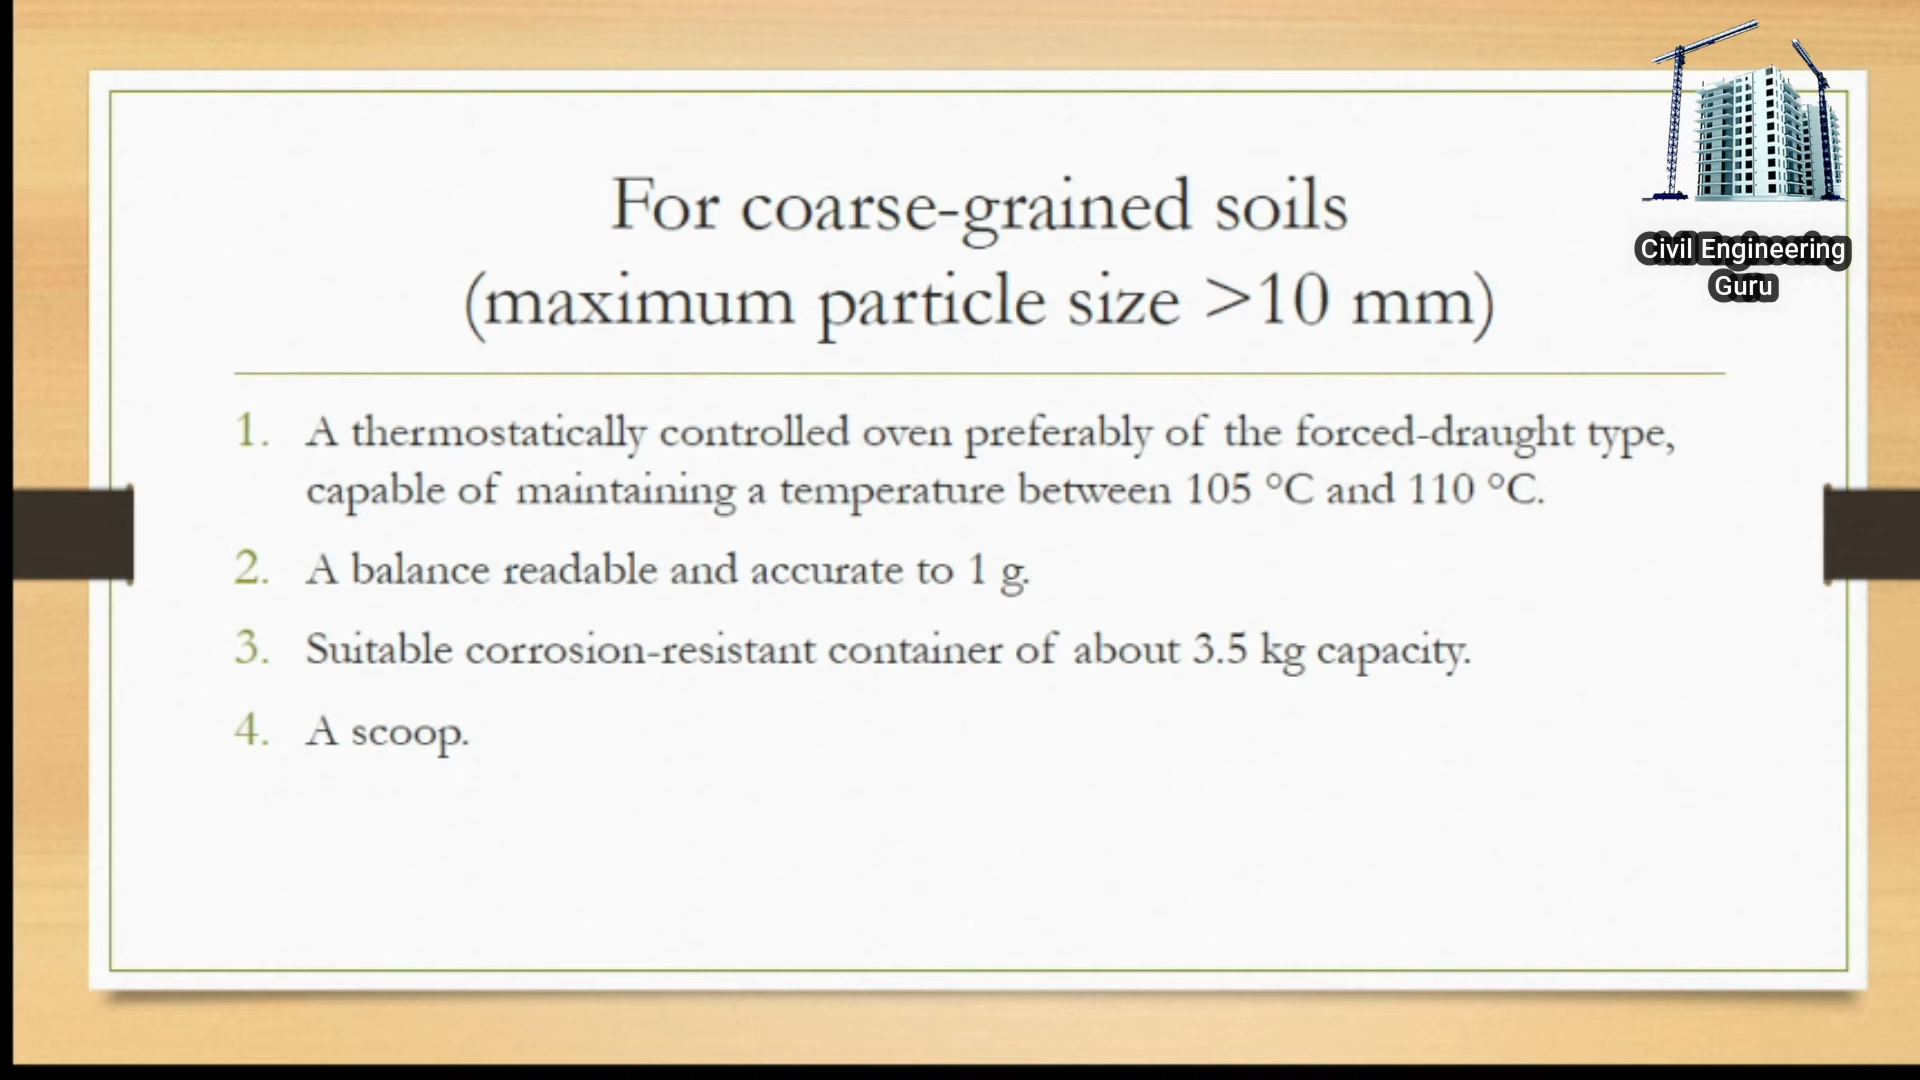 For coarse-grained soils
(maximum particle size >10 mm)
Civil Engineering
Guru
1. A thermostatically controlled oven preferably of the forced-draught type,
capable of maintaining a temperature between 105 °C and 110 °C.
2. A balance readable and accurate to 1 g.
3. Suitable corrosion-resistant container of about 3.5 kg capacity.
4. A scoop.